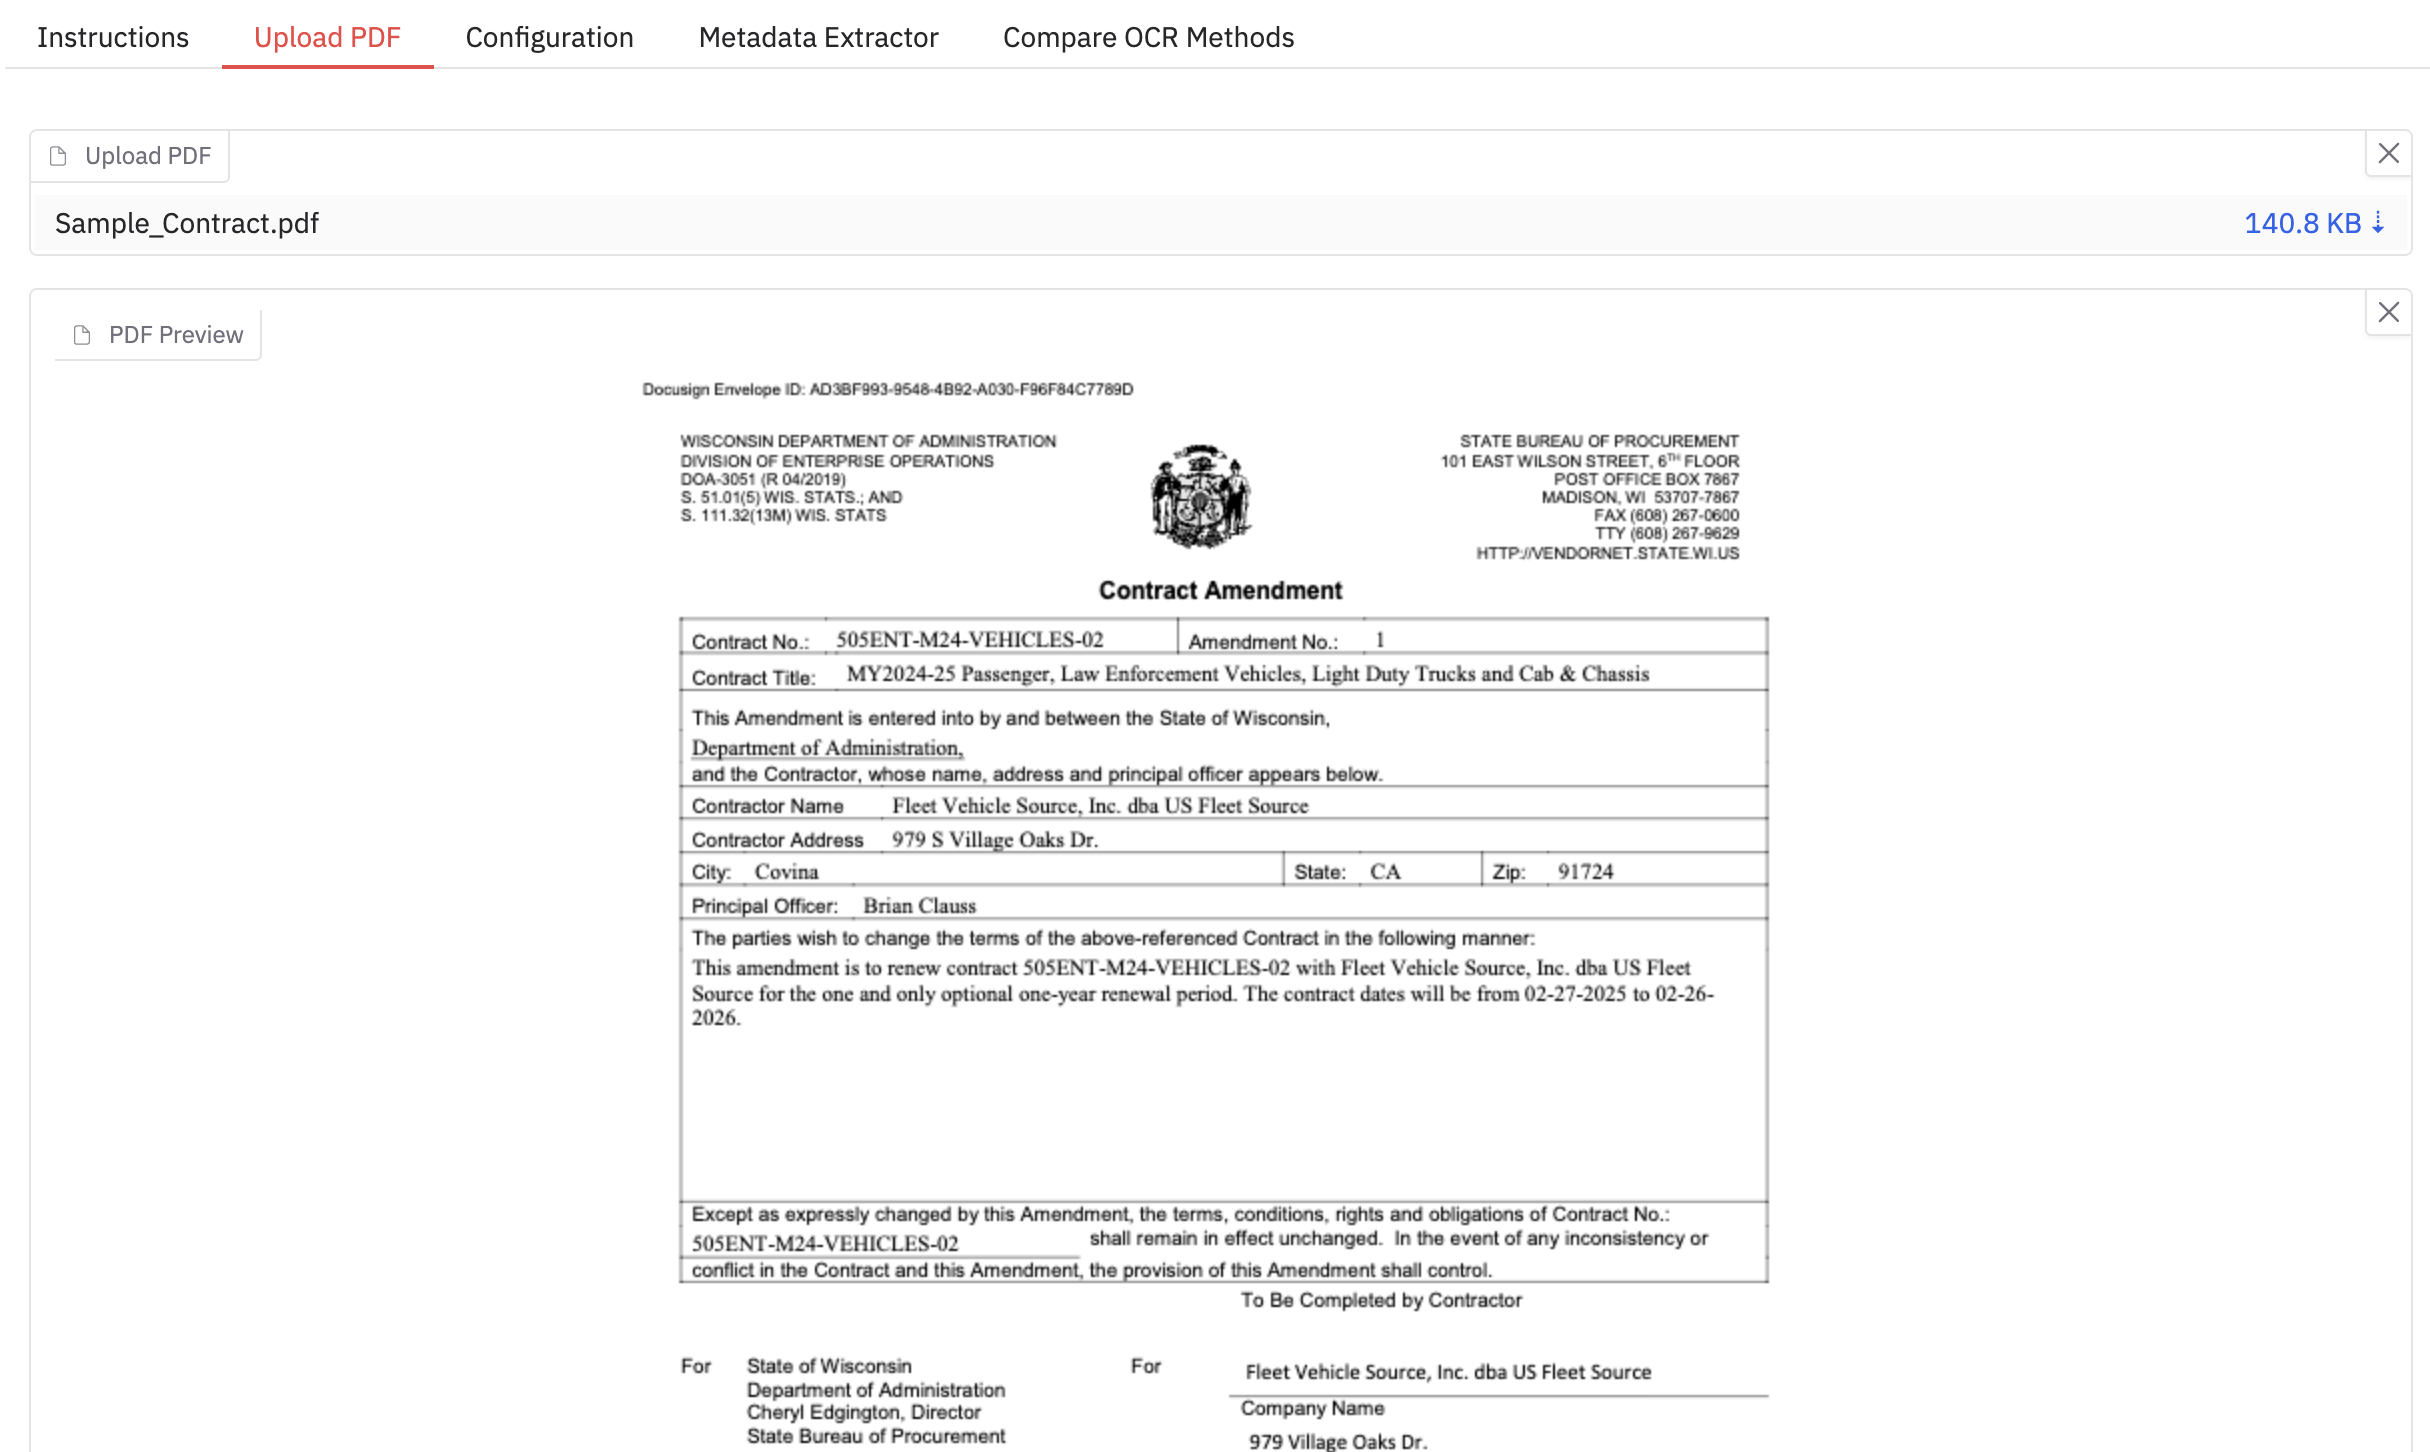 Instructions Upload PDF Configuration Metadata Extractor Compare OCR Methods
Upload PDF
Sample_Contract.pdf 140.8 KB
PDF Preview
Docusign Envelope ID: AD3BF993-9548-4B92-A030-F96F84C7789D
WISCONSIN DEPARTMENT OF ADMINISTRATION
DIVISION OF ENTERPRISE OPERATIONS
DOA-3051 (R 04/2019)
S. 51.01(5) WIS. STATS.; AND
S. 111.32(13M) WIS. STATS
STATE BUREAU OF PROCUREMENT
101 EAST WILSON STREET, 6TH FLOOR
POST OFFICE BOX 7867
MADISON, WI 53707-7867
FAX (608) 267-0600
TTY (608) 267-9629
HTTP://VENDORNET.STATE.WI.US
Contract Amendment
Contract No.: 505ENT-M24-VEHICLES-02 Amendment No.: 1
Contract Title: MY2024-25 Passenger, Law Enforcement Vehicles, Light Duty Trucks and Cab & Chassis
This Amendment is entered into by and between the State of Wisconsin,
Department of Administration,
and the Contractor, whose name, address and principal officer appears below.
Contractor Name Fleet Vehicle Source, Inc. dba US Fleet Source
Contractor Address 979 S Village Oaks Dr.
City: Covina State: CA Zip: 91724
Principal Officer: Brian Clauss
The parties wish to change the terms of the above-referenced Contract in the following manner:
This amendment is to renew contract 505ENT-M24-VEHICLES-02 with Fleet Vehicle Source, Inc. dba US Fleet
Source for the one and only optional one-year renewal period. The contract dates will be from 02-27-2025 to 02-26-
2026.
Except as expressly changed by this Amendment, the terms, conditions, rights and obligations of Contract No.:
505ENT-M24-VEHICLES-02 shall remain in effect unchanged. In the event of any inconsistency or
conflict in the Contract and this Amendment, the provision of this Amendment shall control.
To Be Completed by Contractor
For State of Wisconsin
Department of Administration
Cheryl Edgington, Director
State Bureau of Procurement
For Fleet Vehicle Source, Inc. dba US Fleet Source
Company Name
979 Village Oaks Dr.